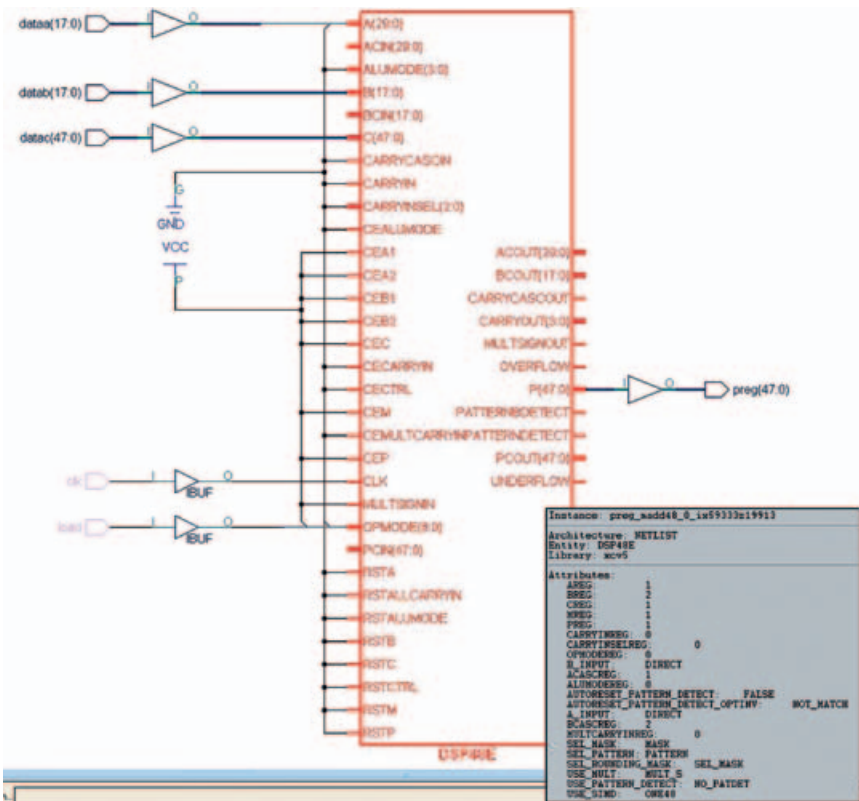 dataa(17:0)
datab(17:0)
datac(47:0)
I O
I O
I O
G
GND
VCC
P
clk
I O
IBUF
load
I O
IBUF
A(29:0)
ACIN(29:0)
ALUMODE(3:0)
B(17:0)
BCIN(17:0)
C(47:0)
CARRYCASCIN
CARRYIN
CARRYINSEL(2:0)
CEALUMODE
CEA1
CEA2
CEB1
CEB2
CEC
CECARRYIN
CECTRL
CEM
CEMULTCARRYIN
CEP
CLK
MULTSIGNIN
OPMODE(6:0)
PCIN(47:0)
RSTA
RSTALLCARRYIN
RSTALUMODE
RSTB
RSTC
RSTCTRL
RSTM
RSTP
ACOUT(29:0)
BCOUT(17:0)
CARRYCASCOUT
CARRYOUT(3:0)
MULTSIGNOUT
OVERFLOW
P(47:0)
PATTERNBDETECT
PATTERNDETECT
PCOUT(47:0)
UNDERFLOW
I O
preg(47:0)
DSP48E
Instance: preg_madd48_0_ix59333z19913
Architecture: NETLIST
Entity: DSP48E
Library: xcv5
Attributes:
AREG: 1
BREG: 2
CREG: 1
MREG: 1
PREG: 1
CARRYINREG: 0
CARRYINSELREG: 0
OPMODEREG: 0
B_INPUT: DIRECT
ACASCREG: 1
ALUMODEREG: 0
AUTORESET_PATTERN_DETECT: FALSE
AUTORESET_PATTERN_DETECT_OPTINV: NOT_MATCH
A_INPUT: DIRECT
BCASCREG: 2
MULTCARRYINREG: 0
SEL_MASK: MASK
SEL_PATTERN: PATTERN
SEL_ROUNDING_MASK: SEL_MASK
USE_MULT: MULT_S
USE_PATTERN_DETECT: NO_PATDET
USE_SIMD: ONE48